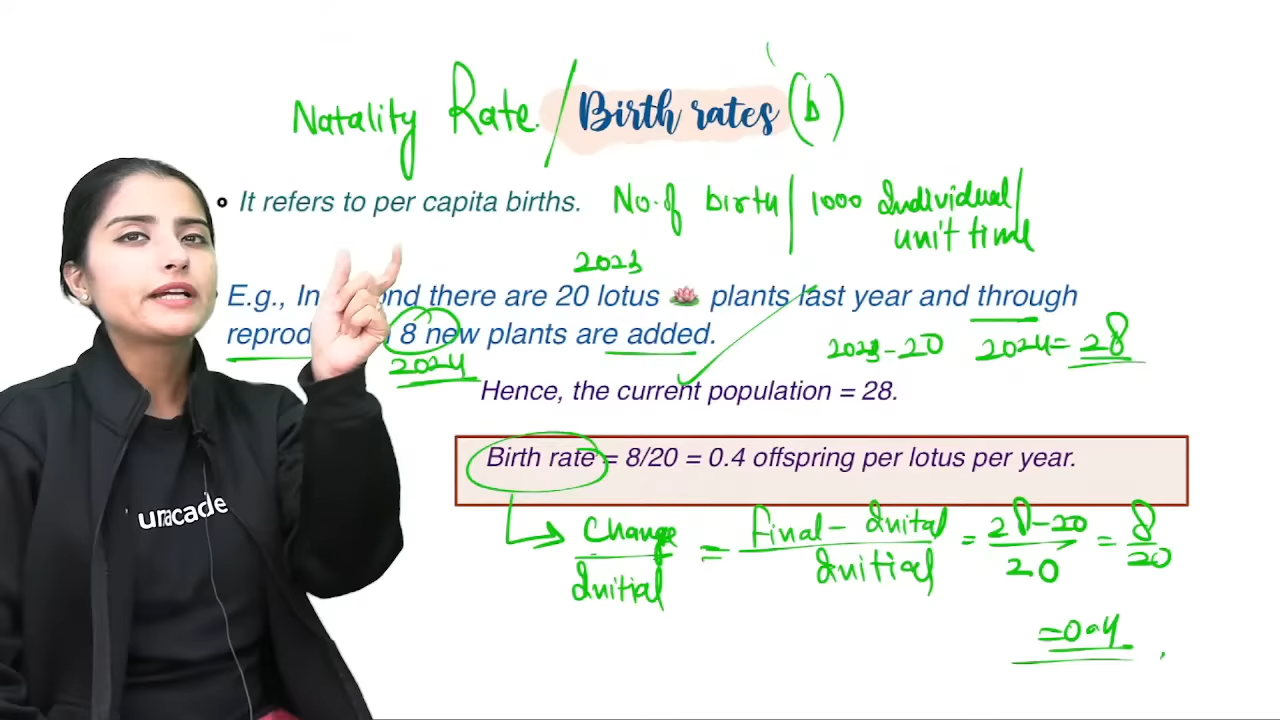 Natality Rate / Birth rates (b)
It refers to per capita births. No. of birth / 1000 Individual /
unit time
2023
E.g., In ond there are 20 lotus plants last year and through
reprod 8 new plants are added.
2024
2023-20 2024= 28
Hence, the current population = 28.
Birth rate = 8/20 = 0.4 offspring per lotus per year.
Change / Initial = Final - Initial / Initial = 28-20 / 20 = 8 / 20
=0.4
unacade